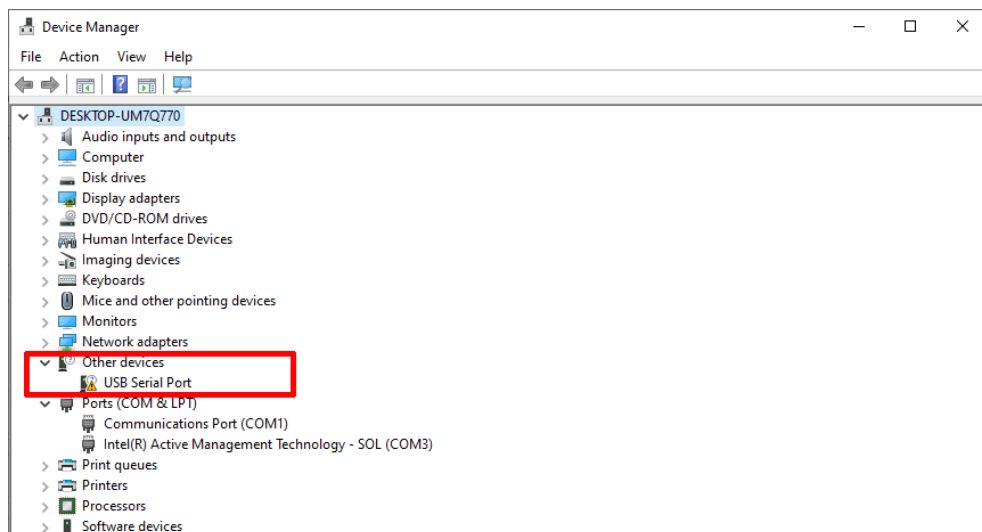 Device Manager
File Action View Help
DESKTOP-UM7Q770
Audio inputs and outputs
Computer
Disk drives
Display adapters
DVD/CD-ROM drives
Human Interface Devices
Imaging devices
Keyboards
Mice and other pointing devices
Monitors
Network adapters
Other devices
USB Serial Port
Ports (COM & LPT)
Communications Port (COM1)
Intel(R) Active Management Technology - SOL (COM3)
Print queues
Printers
Processors
Software devices